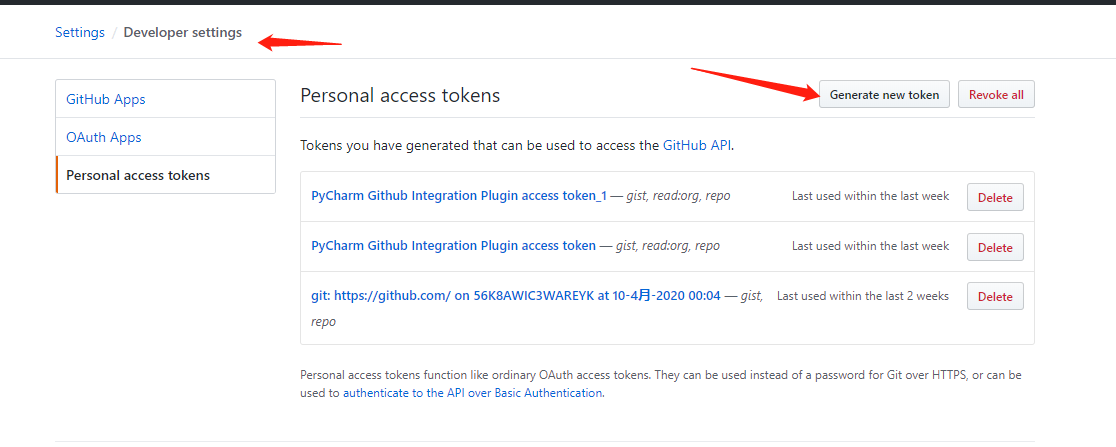 Settings / Developer settings
GitHub Apps
OAuth Apps
Personal access tokens
Personal access tokens
Generate new token
Revoke all
Tokens you have generated that can be used to access the GitHub API.
PyCharm Github Integration Plugin access token_1 — gist, read:org, repo
Last used within the last week
Delete
PyCharm Github Integration Plugin access token — gist, read:org, repo
Last used within the last week
Delete
git: https://github.com/ on 56K8AWIC3WAREYK at 10-4月-2020 00:04 — gist,
repo
Last used within the last 2 weeks
Delete
Personal access tokens function like ordinary OAuth access tokens. They can be used instead of a password for Git over HTTPS, or can be
used to authenticate to the API over Basic Authentication.